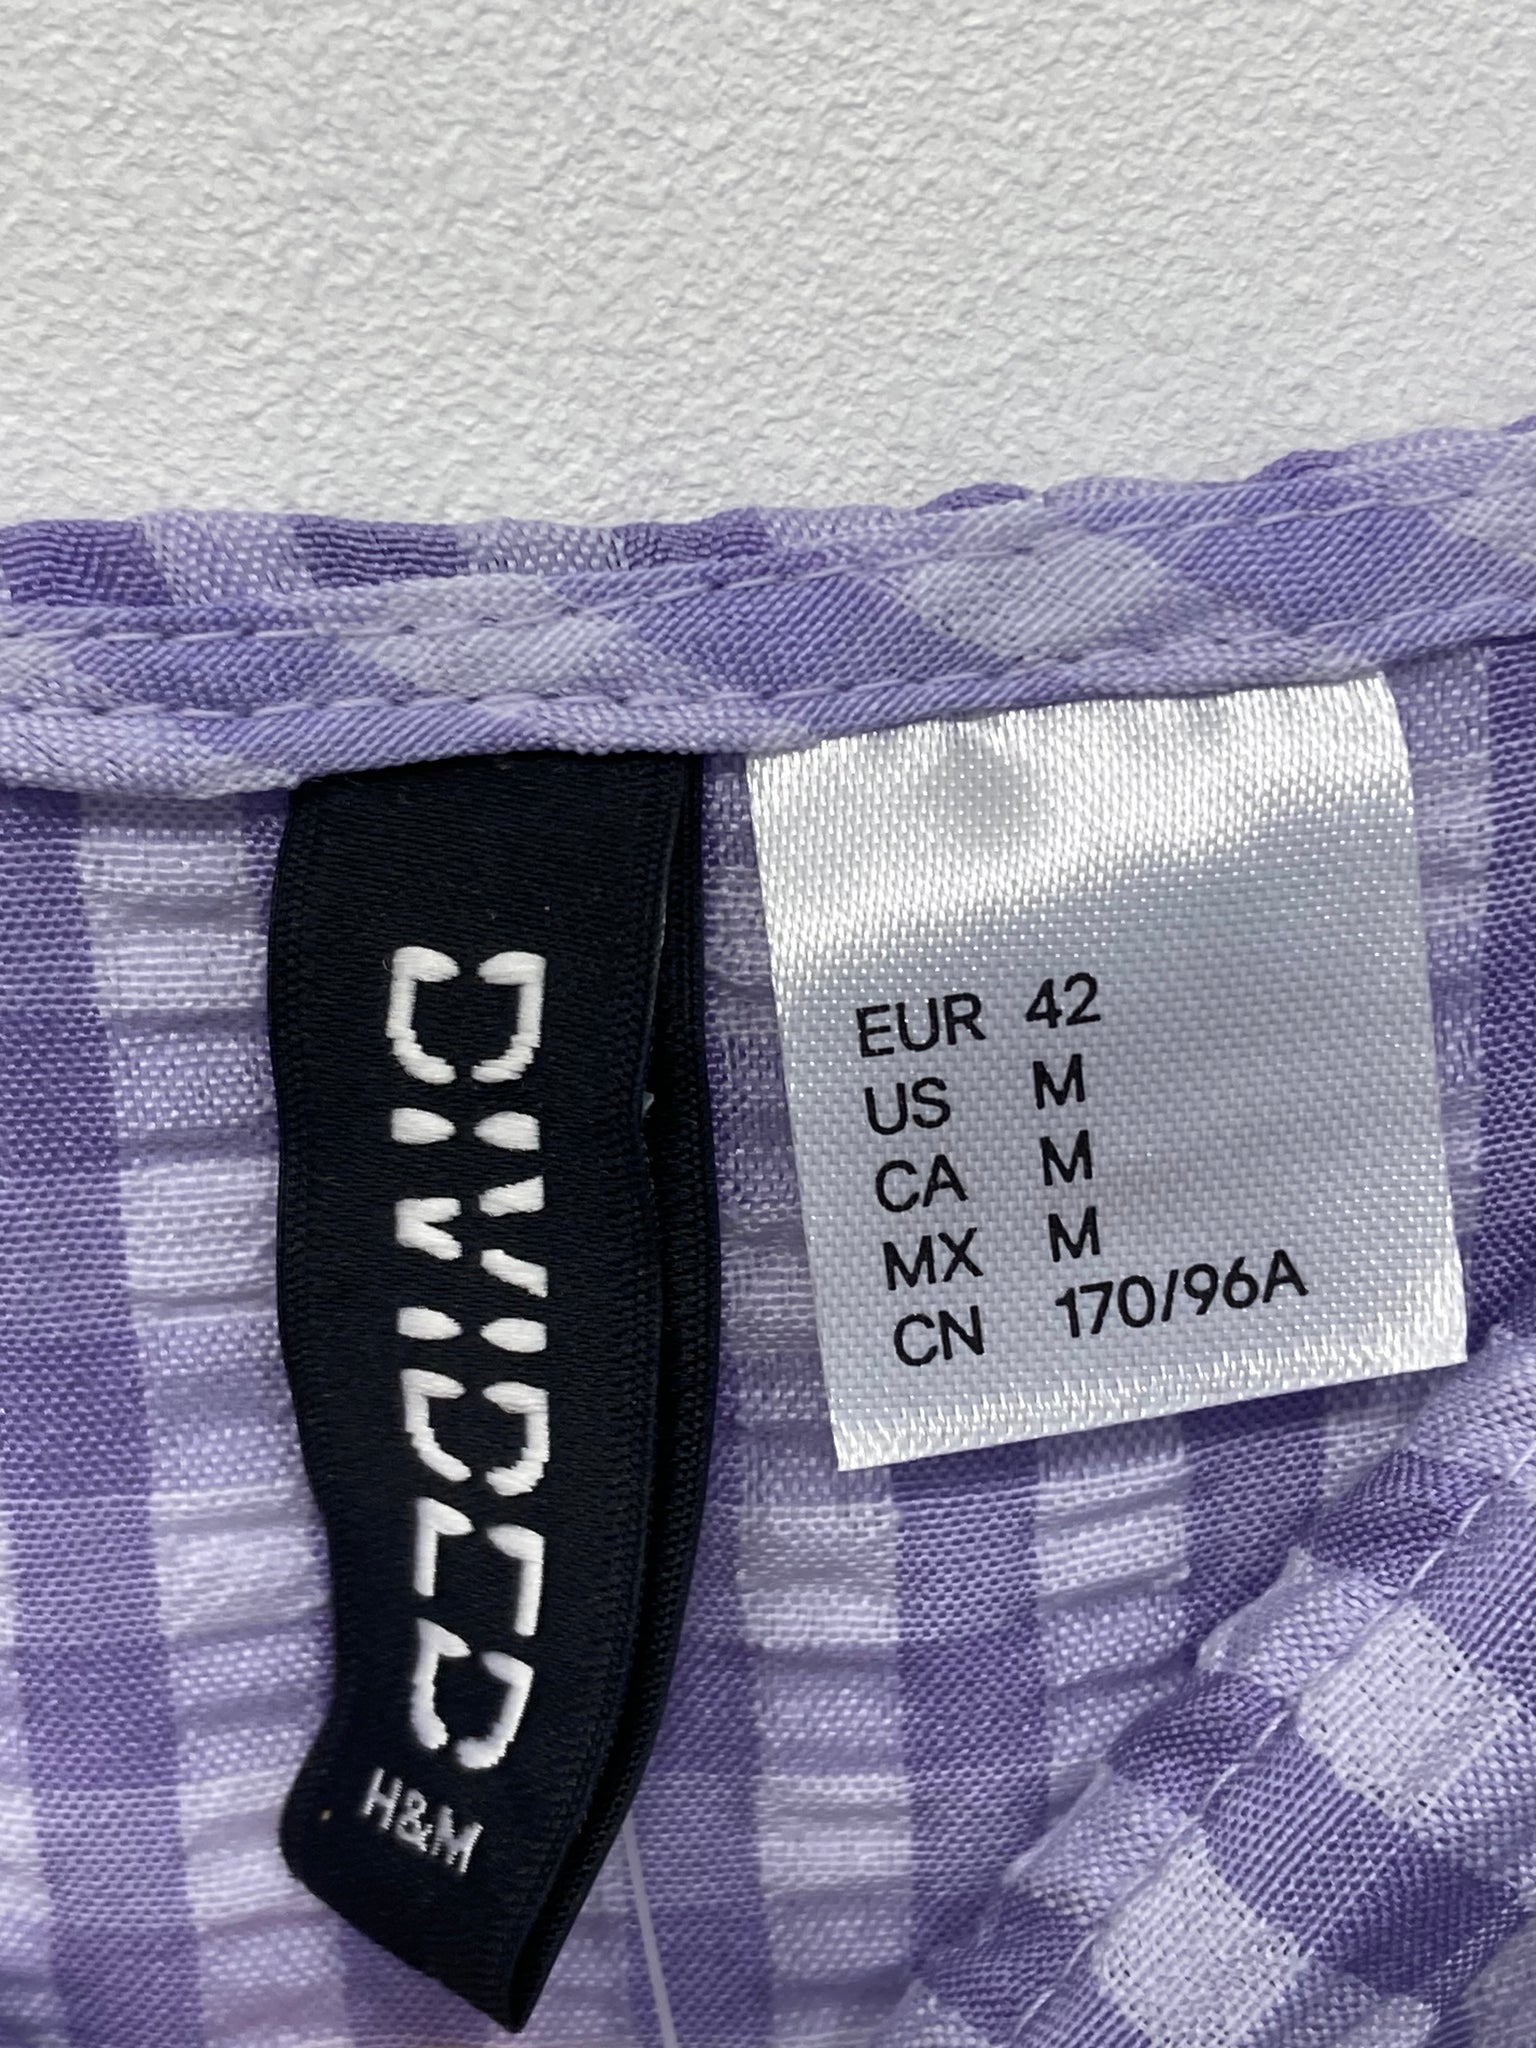 DIVIDED
H&M
EUR 42
US M
CA M
MX M
CN 170/96A